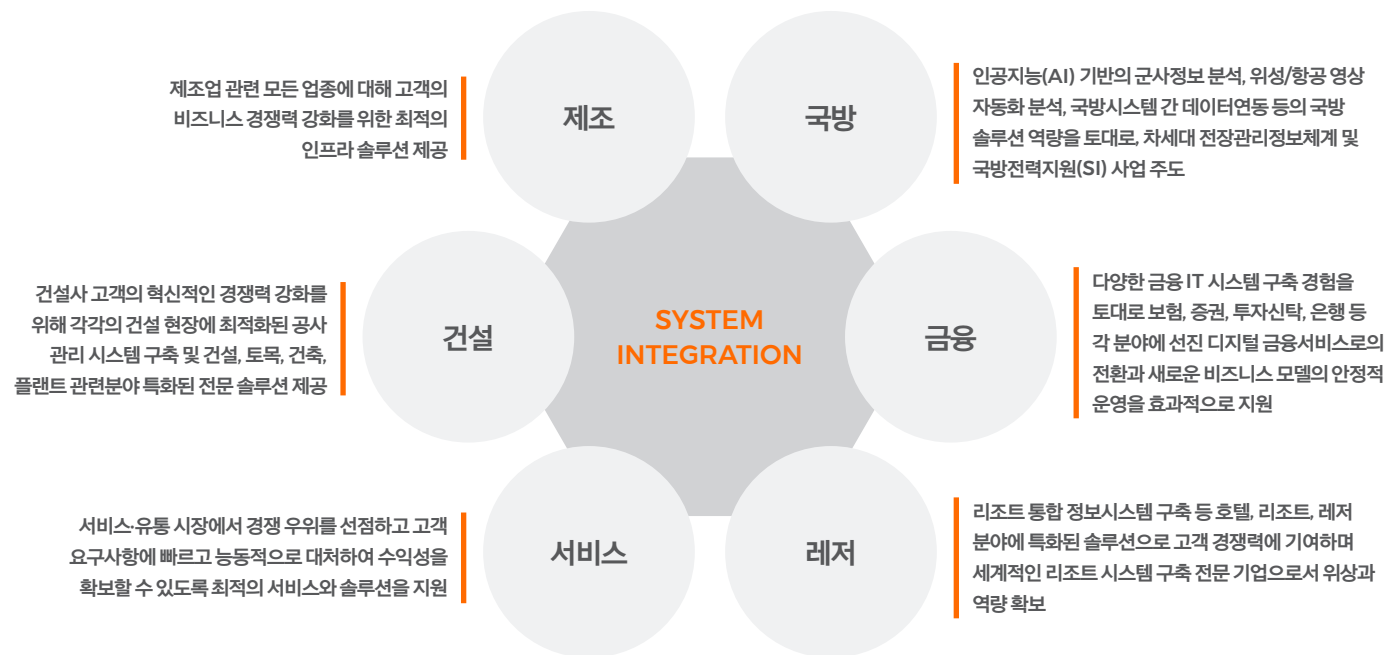 제조업 관련 모든 업종에 대해 고객의
비즈니스 경쟁력 강화를 위한 최적의
인프라 솔루션 제공
제조
국방
인공지능(AI) 기반의 군사정보 분석, 위성/항공 영상
자동화 분석, 국방시스템 간 데이터연동 등의 국방
솔루션 역량을 토대로, 차세대 전장관리정보체계 및
국방전력지원(SI) 사업 주도
건설사 고객의 혁신적인 경쟁력 강화를
위해 각각의 건설 현장에 최적화된 공사
관리 시스템 구축 및 건설, 토목, 건축,
플랜트 관련분야 특화된 전문 솔루션 제공
건설
SYSTEM
INTEGRATION
금융
다양한 금융 IT 시스템 구축 경험을
토대로 보험, 증권, 투자신탁, 은행 등
각 분야에 선진 디지털 금융서비스로의
전환과 새로운 비즈니스 모델의 안정적
운영을 효과적으로 지원
서비스·유통 시장에서 경쟁 우위를 선점하고 고객
요구사항에 빠르고 능동적으로 대처하여 수익성을
확보할 수 있도록 최적의 서비스와 솔루션을 지원
서비스
레저
리조트 통합 정보시스템 구축 등 호텔, 리조트, 레저
분야에 특화된 솔루션으로 고객 경쟁력에 기여하며
세계적인 리조트 시스템 구축 전문 기업으로서 위상과
역량 확보